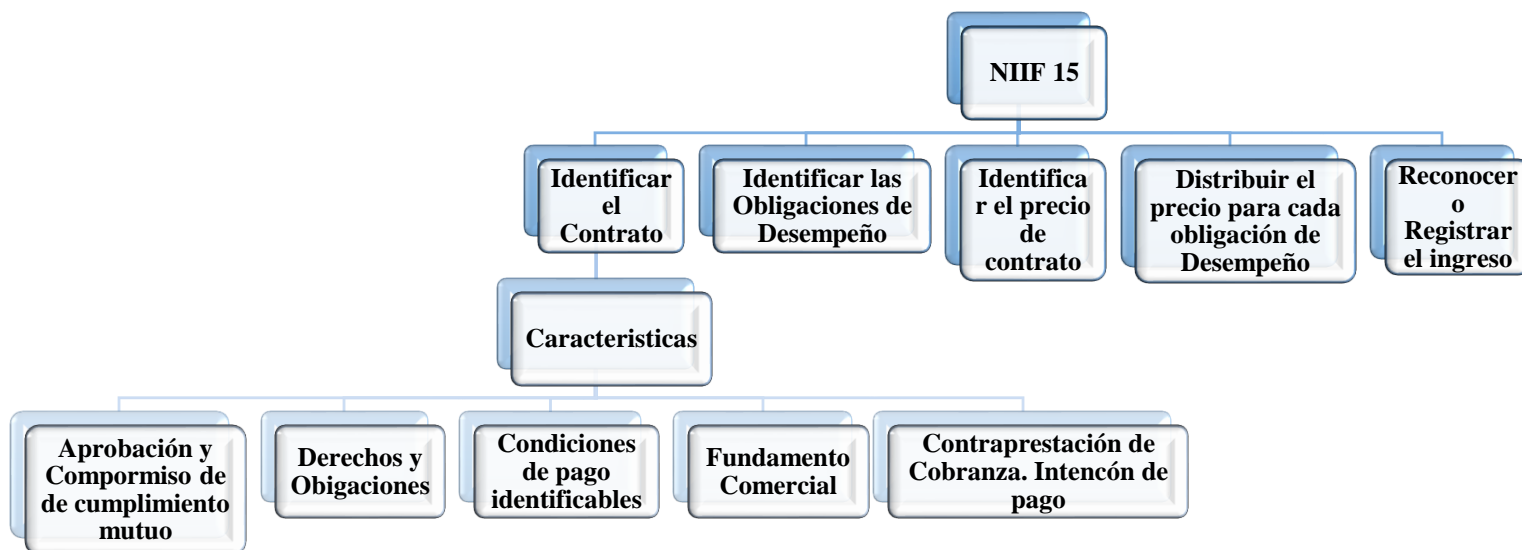 NIIF 15
Identificar
el
Contrato
Identificar las
Obligaciones de
Desempeño
Identifica
r el precio
de
contrato
Distribuir el
precio para cada
obligación de
Desempeño
Reconocer
o
Registrar
el ingreso
Caracteristicas
Aprobación y
Compormiso de
de cumplimiento
mutuo
Derechos y
Obigaciones
Condiciones
de pago
identificables
Fundamento
Comercial
Contraprestación de
Cobranza. Intencón de
pago